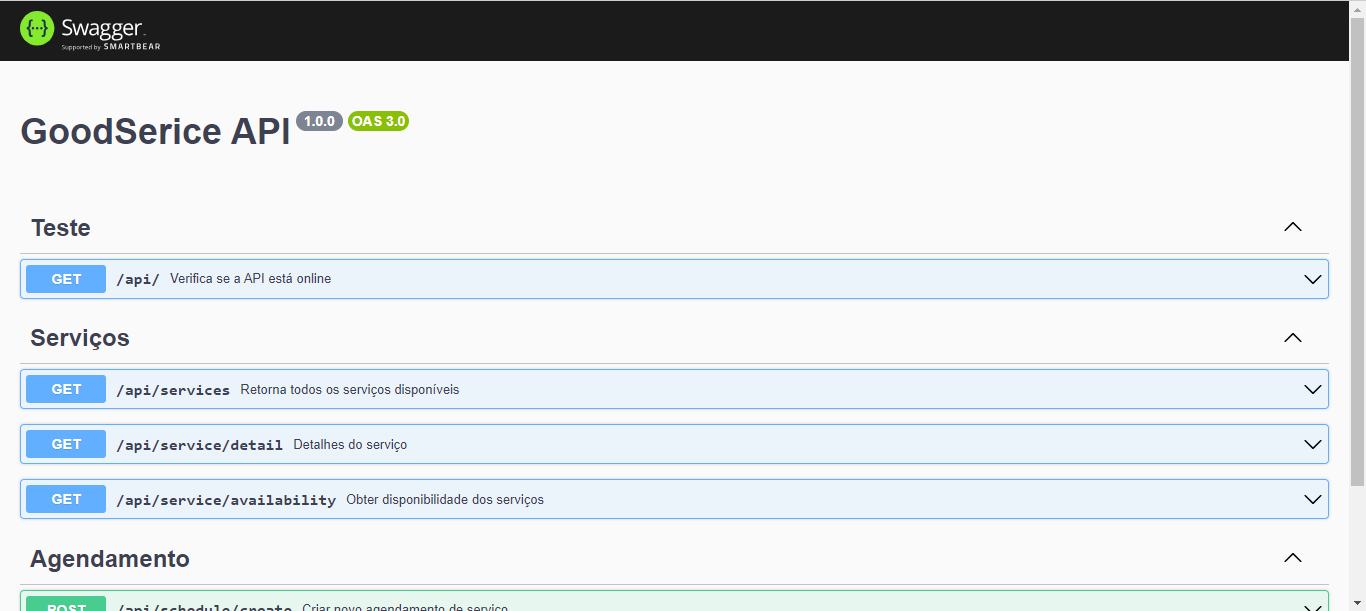 {···} Swagger.
Supported by SMARTBEAR
GoodSerice API 1.0.0 OAS 3.0
Teste
GET /api/ Verifica se a API está online
Serviços
GET /api/services Retorna todos os serviços disponíveis
GET /api/service/detail Detalhes do serviço
GET /api/service/availability Obter disponibilidade dos serviços
Agendamento
POST /api/schedule/create Criar novo agendamento de serviço